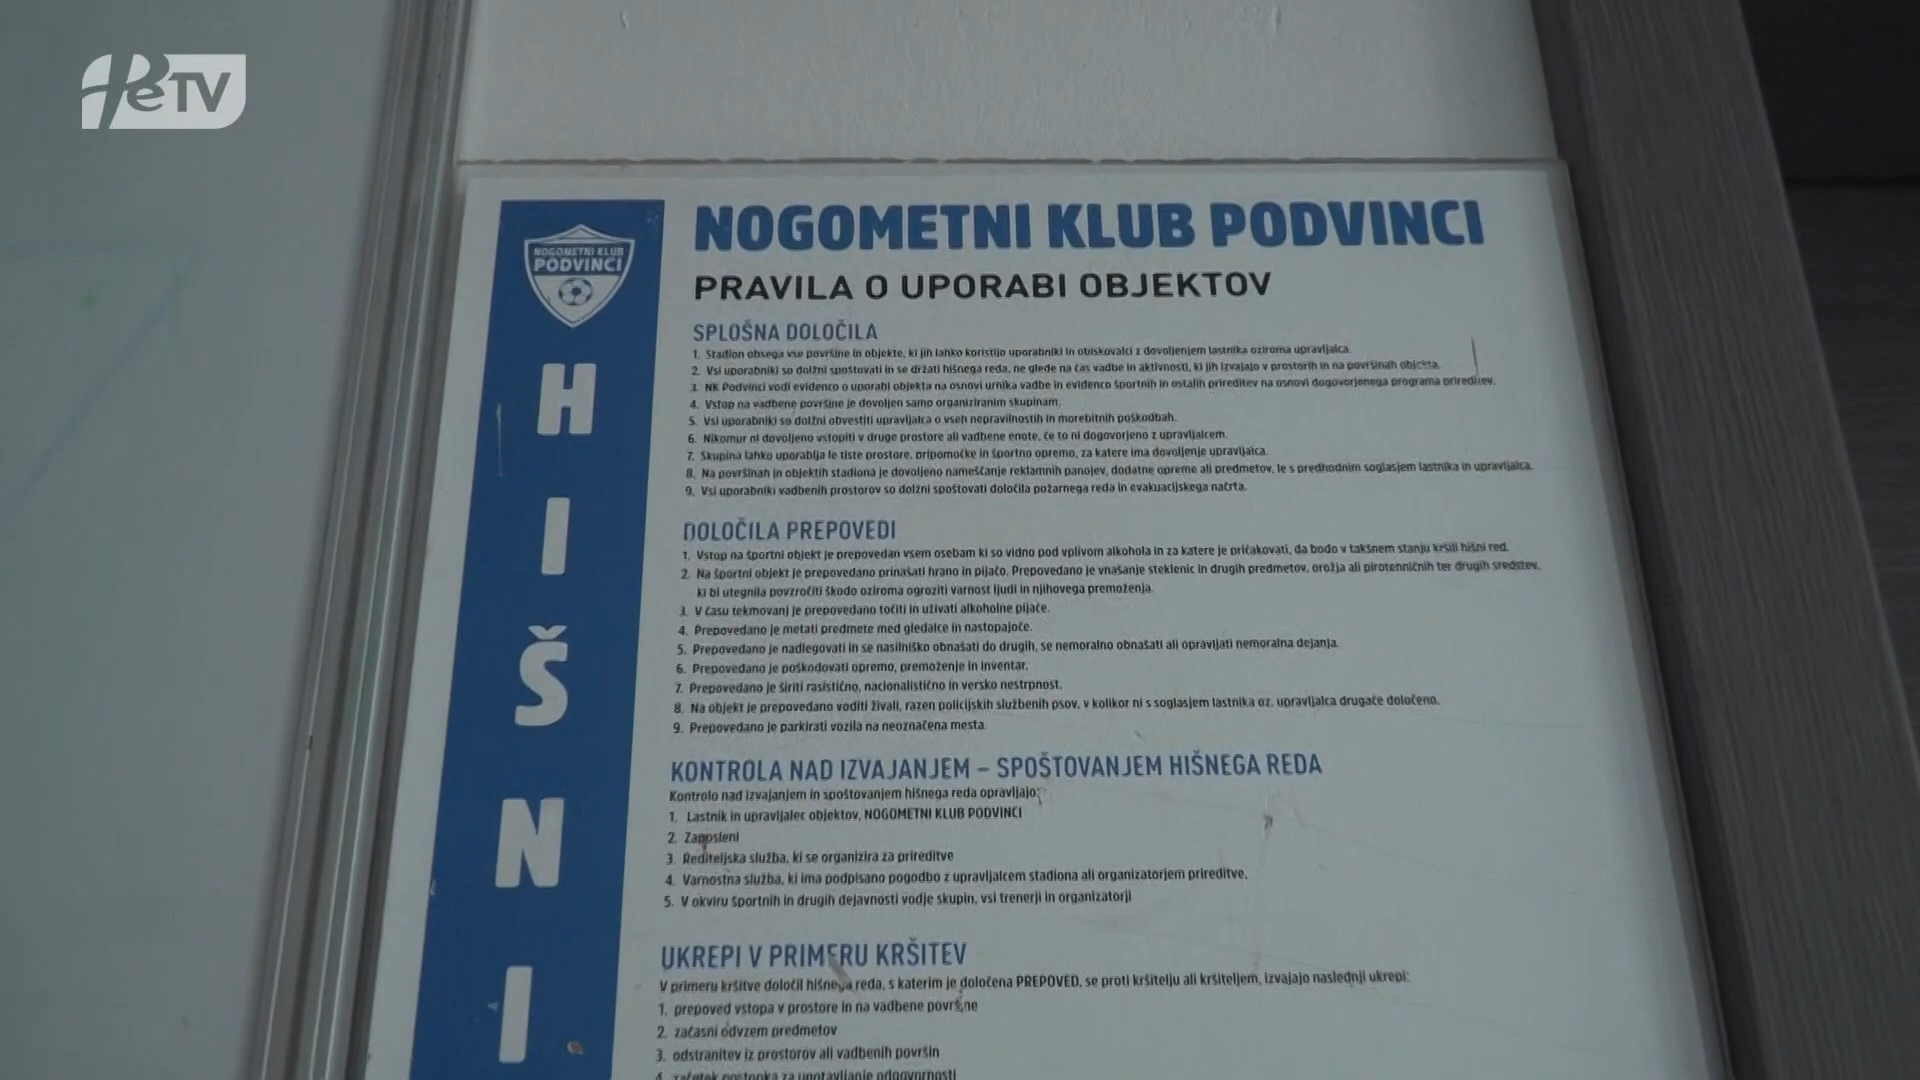 PeTV
NOGOMETNI KLUB
PODVINCI
HIŠNI
NOGOMETNI KLUB PODVINCI
PRAVILA O UPORABI OBJEKTOV
SPLOŠNA DOLOČILA
1. Stadion obsega vse površine in objekte, ki jih lahko koristijo uporabniki in obiskovalci z dovoljenjem lastnika oziroma upravljalca.
2. Vsi uporabniki so dolžni spoštovati in se držati hišnega reda, ne glede na čas vadbe in aktivnosti, ki jih izvajajo v prostorih in na površinah objekta.
3. NK Podvinci vodi evidenco o uporabi objekta na osnovi urnika vadbe in evidenco športnih in ostalih prireditev na osnovi dogovorjenega programa prireditev.
4. Vstop na vadbene površine je dovoljen samo organiziranim skupinam.
5. Vsi uporabniki so dolžni obvestiti upravljalca o vseh nepravilnostih in morebitnih poškodbah.
6. Nikomur ni dovoljeno vstopiti v druge prostore ali vadbene enote, če to ni dogovorjeno z upravljalcem.
7. Skupina lahko uporablja le tiste prostore, pripomočke in športno opremo, za katere ima dovoljenje upravljalca.
8. Na površinah in objektih stadiona je dovoljeno nameščanje reklamnih panojev, dodatne opreme ali predmetov, le s predhodnim soglasjem lastnika in upravljalca.
9. Vsi uporabniki vadbenih prostorov so dolžni spoštovati določila požarnega reda in evakuacijskega načrta.
DOLOČILA PREPOVEDI
1. Vstop na športni objekt je prepovedan vsem osebam ki so vidno pod vplivom alkohola in za katere je pričakovati, da bodo v takšnem stanju kršili hišni red.
2. Na športni objekt je prepovedano prinašati hrano in pijačo. Prepovedano je vnašanje steklenic in drugih predmetov, orožja ali pirotenničnih ter drugih sredstev,
ki bi utegnila povzročiti škodo oziroma ogroziti varnost ljudi in njihovega premoženja.
3. V času tekmovanj je prepovedano točiti in uživati alkoholne pijače.
4. Prepovedano je metati predmete med gledalce in nastopajoče.
5. Prepovedano je nadlegovati in se nasilniško obnašati do drugih, se nemoralno obnašati ali opravljati nemoralna dejanja.
6. Prepovedano je poškodovati opremo, premoženje in inventar.
7. Prepovedano je širiti rasistično, nacionalistično in versko nestrpnost.
8. Na objekt je prepovedano voditi živali, razen policijskih službenih psov, v kolikor ni s soglasjem lastnika oz. upravljalca drugače določeno.
9. Prepovedano je parkirati vozila na neoznačena mesta.
KONTROLA NAD IZVAJANJEM – SPOŠTOVANJEM HIŠNEGA REDA
Kontrolo nad izvajanjem in spoštovanjem hišnega reda opravljajo:
1. Lastnik in upravljalec objektov, NOGOMETNI KLUB PODVINCI
2. Zaposleni
3. Rediteljska služba, ki se organizira za prireditve
4. Varnostna služba, ki ima podpisano pogodbo z upravljalcem stadiona ali organizatorjem prireditve.
5. V okviru športnih in drugih dejavnosti vodje skupin, vsi trenerji in organizatorji
UKREPI V PRIMERU KRŠITEV
V primeru kršitve določil hišnega reda, s katerim je določena PREPOVED, se proti kršitelju ali kršiteljem, izvajajo naslednji ukrepi:
1. prepoved vstopa v prostore in na vadbene površine
2. začasni odvzem predmetov
3. odstranitev iz prostorov ali vadbenih površin
4. začetek postopka za ugotavljanje odgovornosti